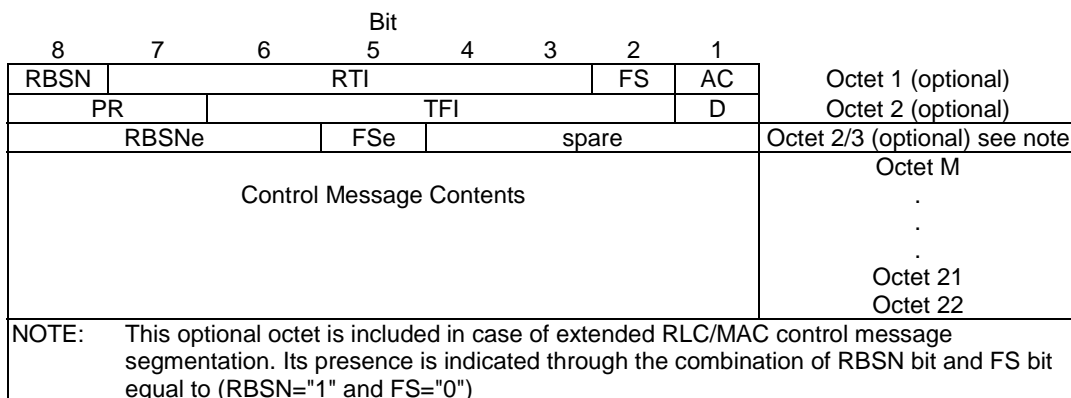 Bit
8 7 6 5 4 3 2 1
RBSN RTI FS AC Octet 1 (optional)
PR TFI D Octet 2 (optional)
RBSNe FSe spare Octet 2/3 (optional) see note
Octet M
Control Message Contents .
.
.
Octet 21
Octet 22
NOTE: This optional octet is included in case of extended RLC/MAC control message
segmentation. Its presence is indicated through the combination of RBSN bit and FS bit
equal to (RBSN="1" and FS="0")